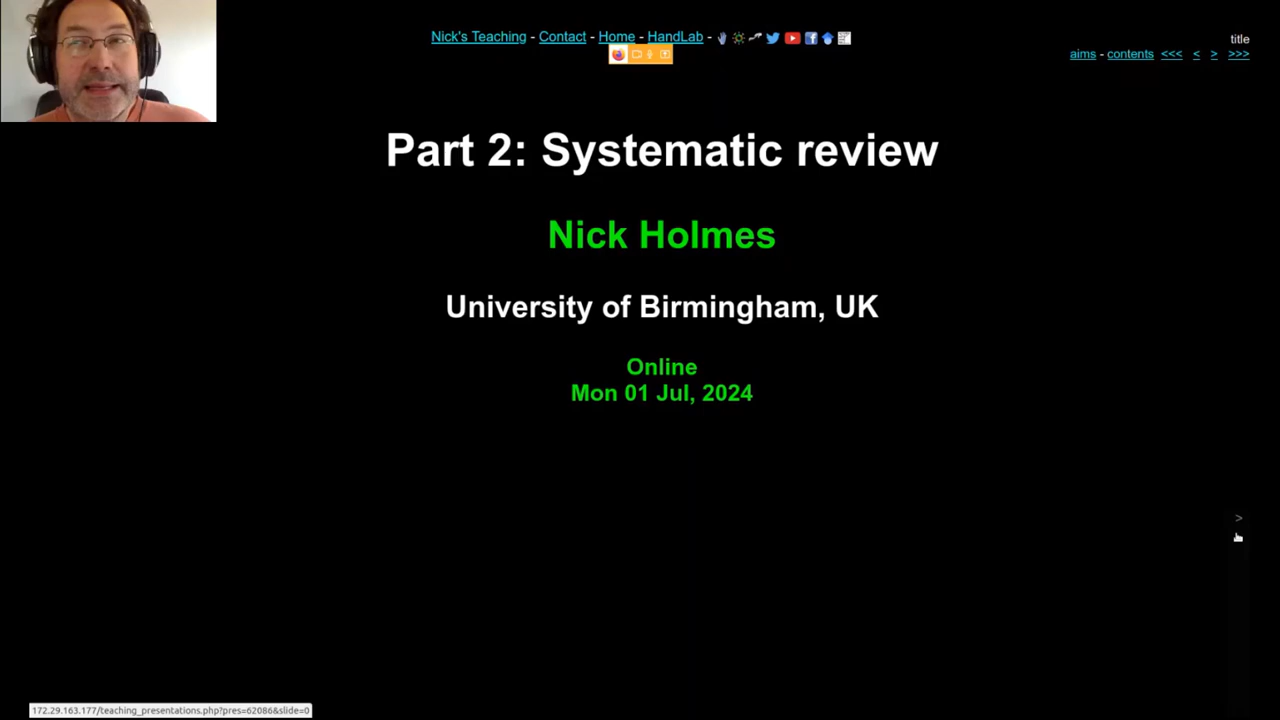 Nick's Teaching - Contact - Home - HandLab -
title
aims - contents <<< < > >>>
Part 2: Systematic review
Nick Holmes
University of Birmingham, UK
Online
Mon 01 Jul, 2024
>
172.29.163.177/teaching_presentations.php?pres=62086&slide=0